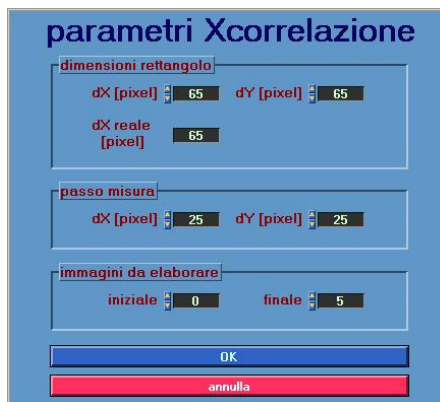 parametri Xcorrelazione
dimensioni rettangolo
dX [pixel] 65 dY [pixel] 65
dX reale
[pixel] 65
passo misura
dX [pixel] 25 dY [pixel] 25
immagini da elaborare
iniziale 0 finale 5
OK
annulla